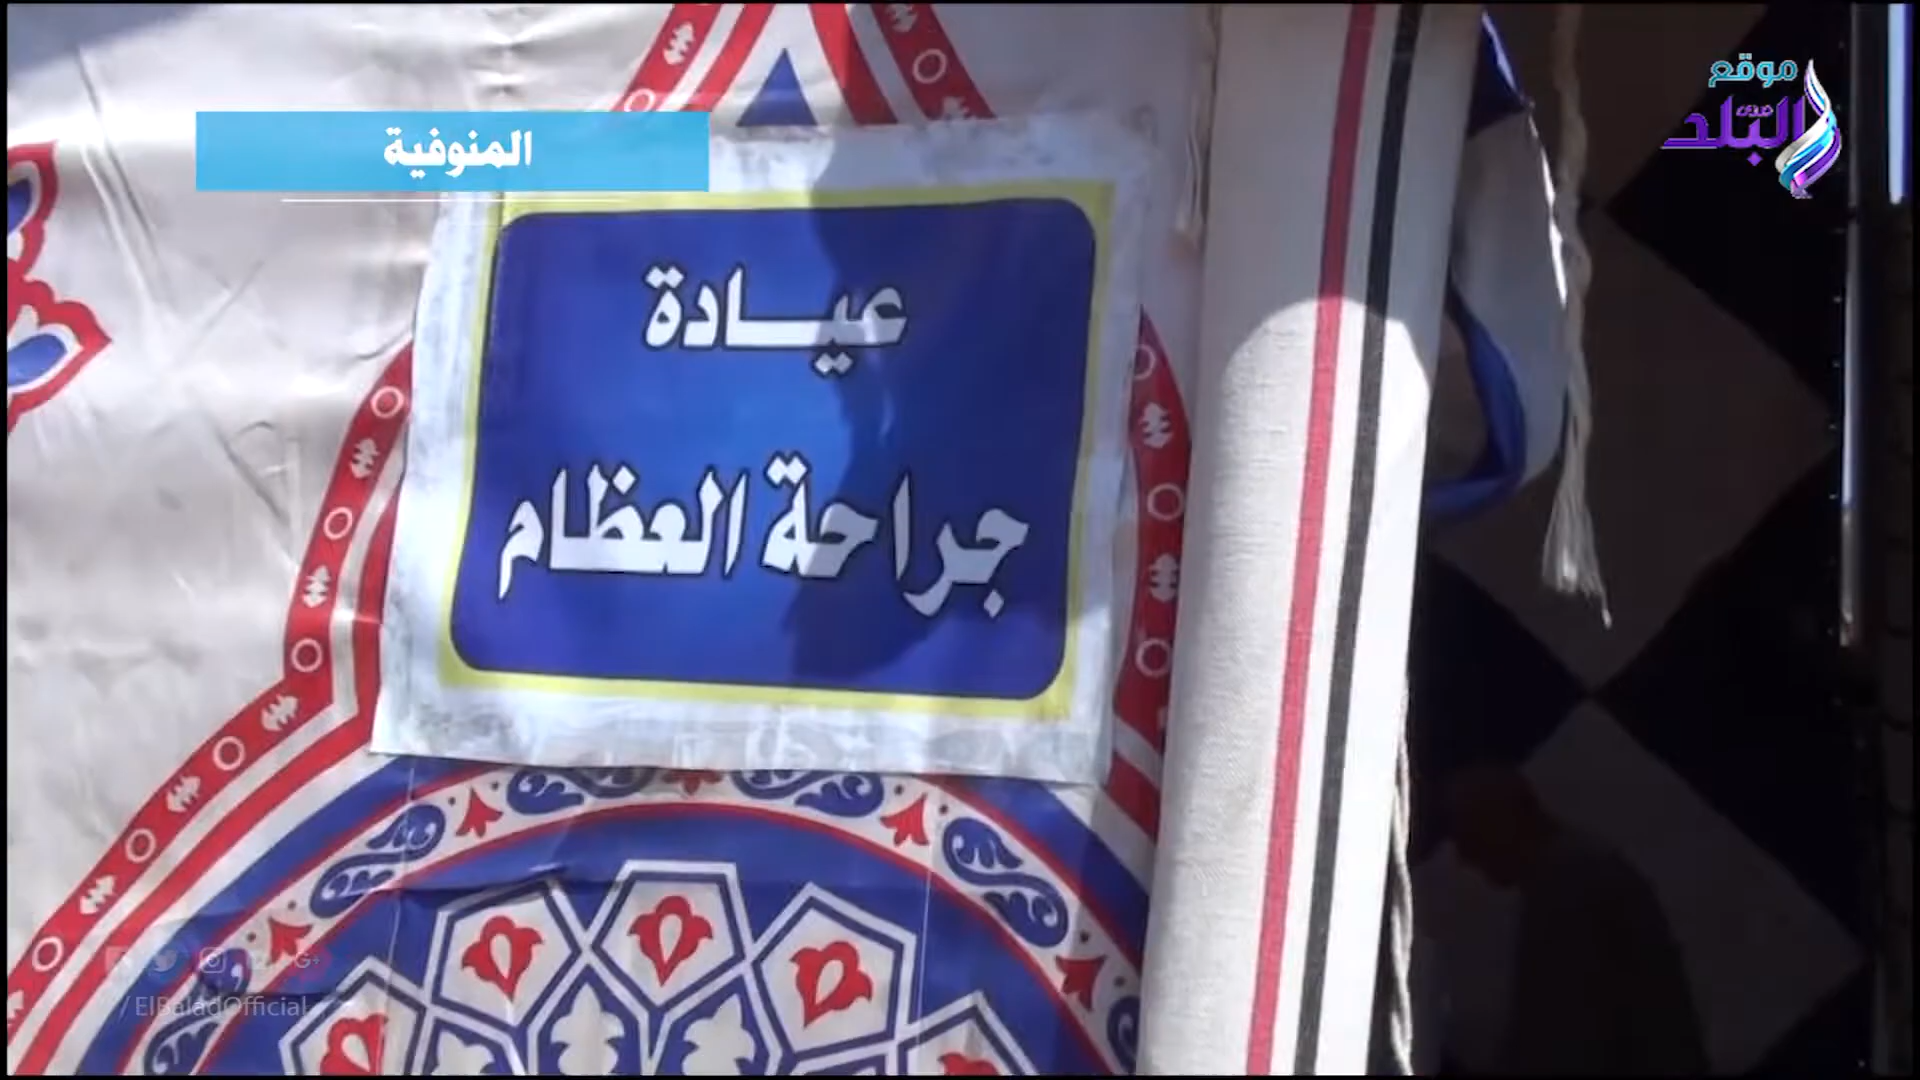 موقع
صدى
البلد
المنوفية
عيادة
جراحة العظام
/ElBaladOfficial